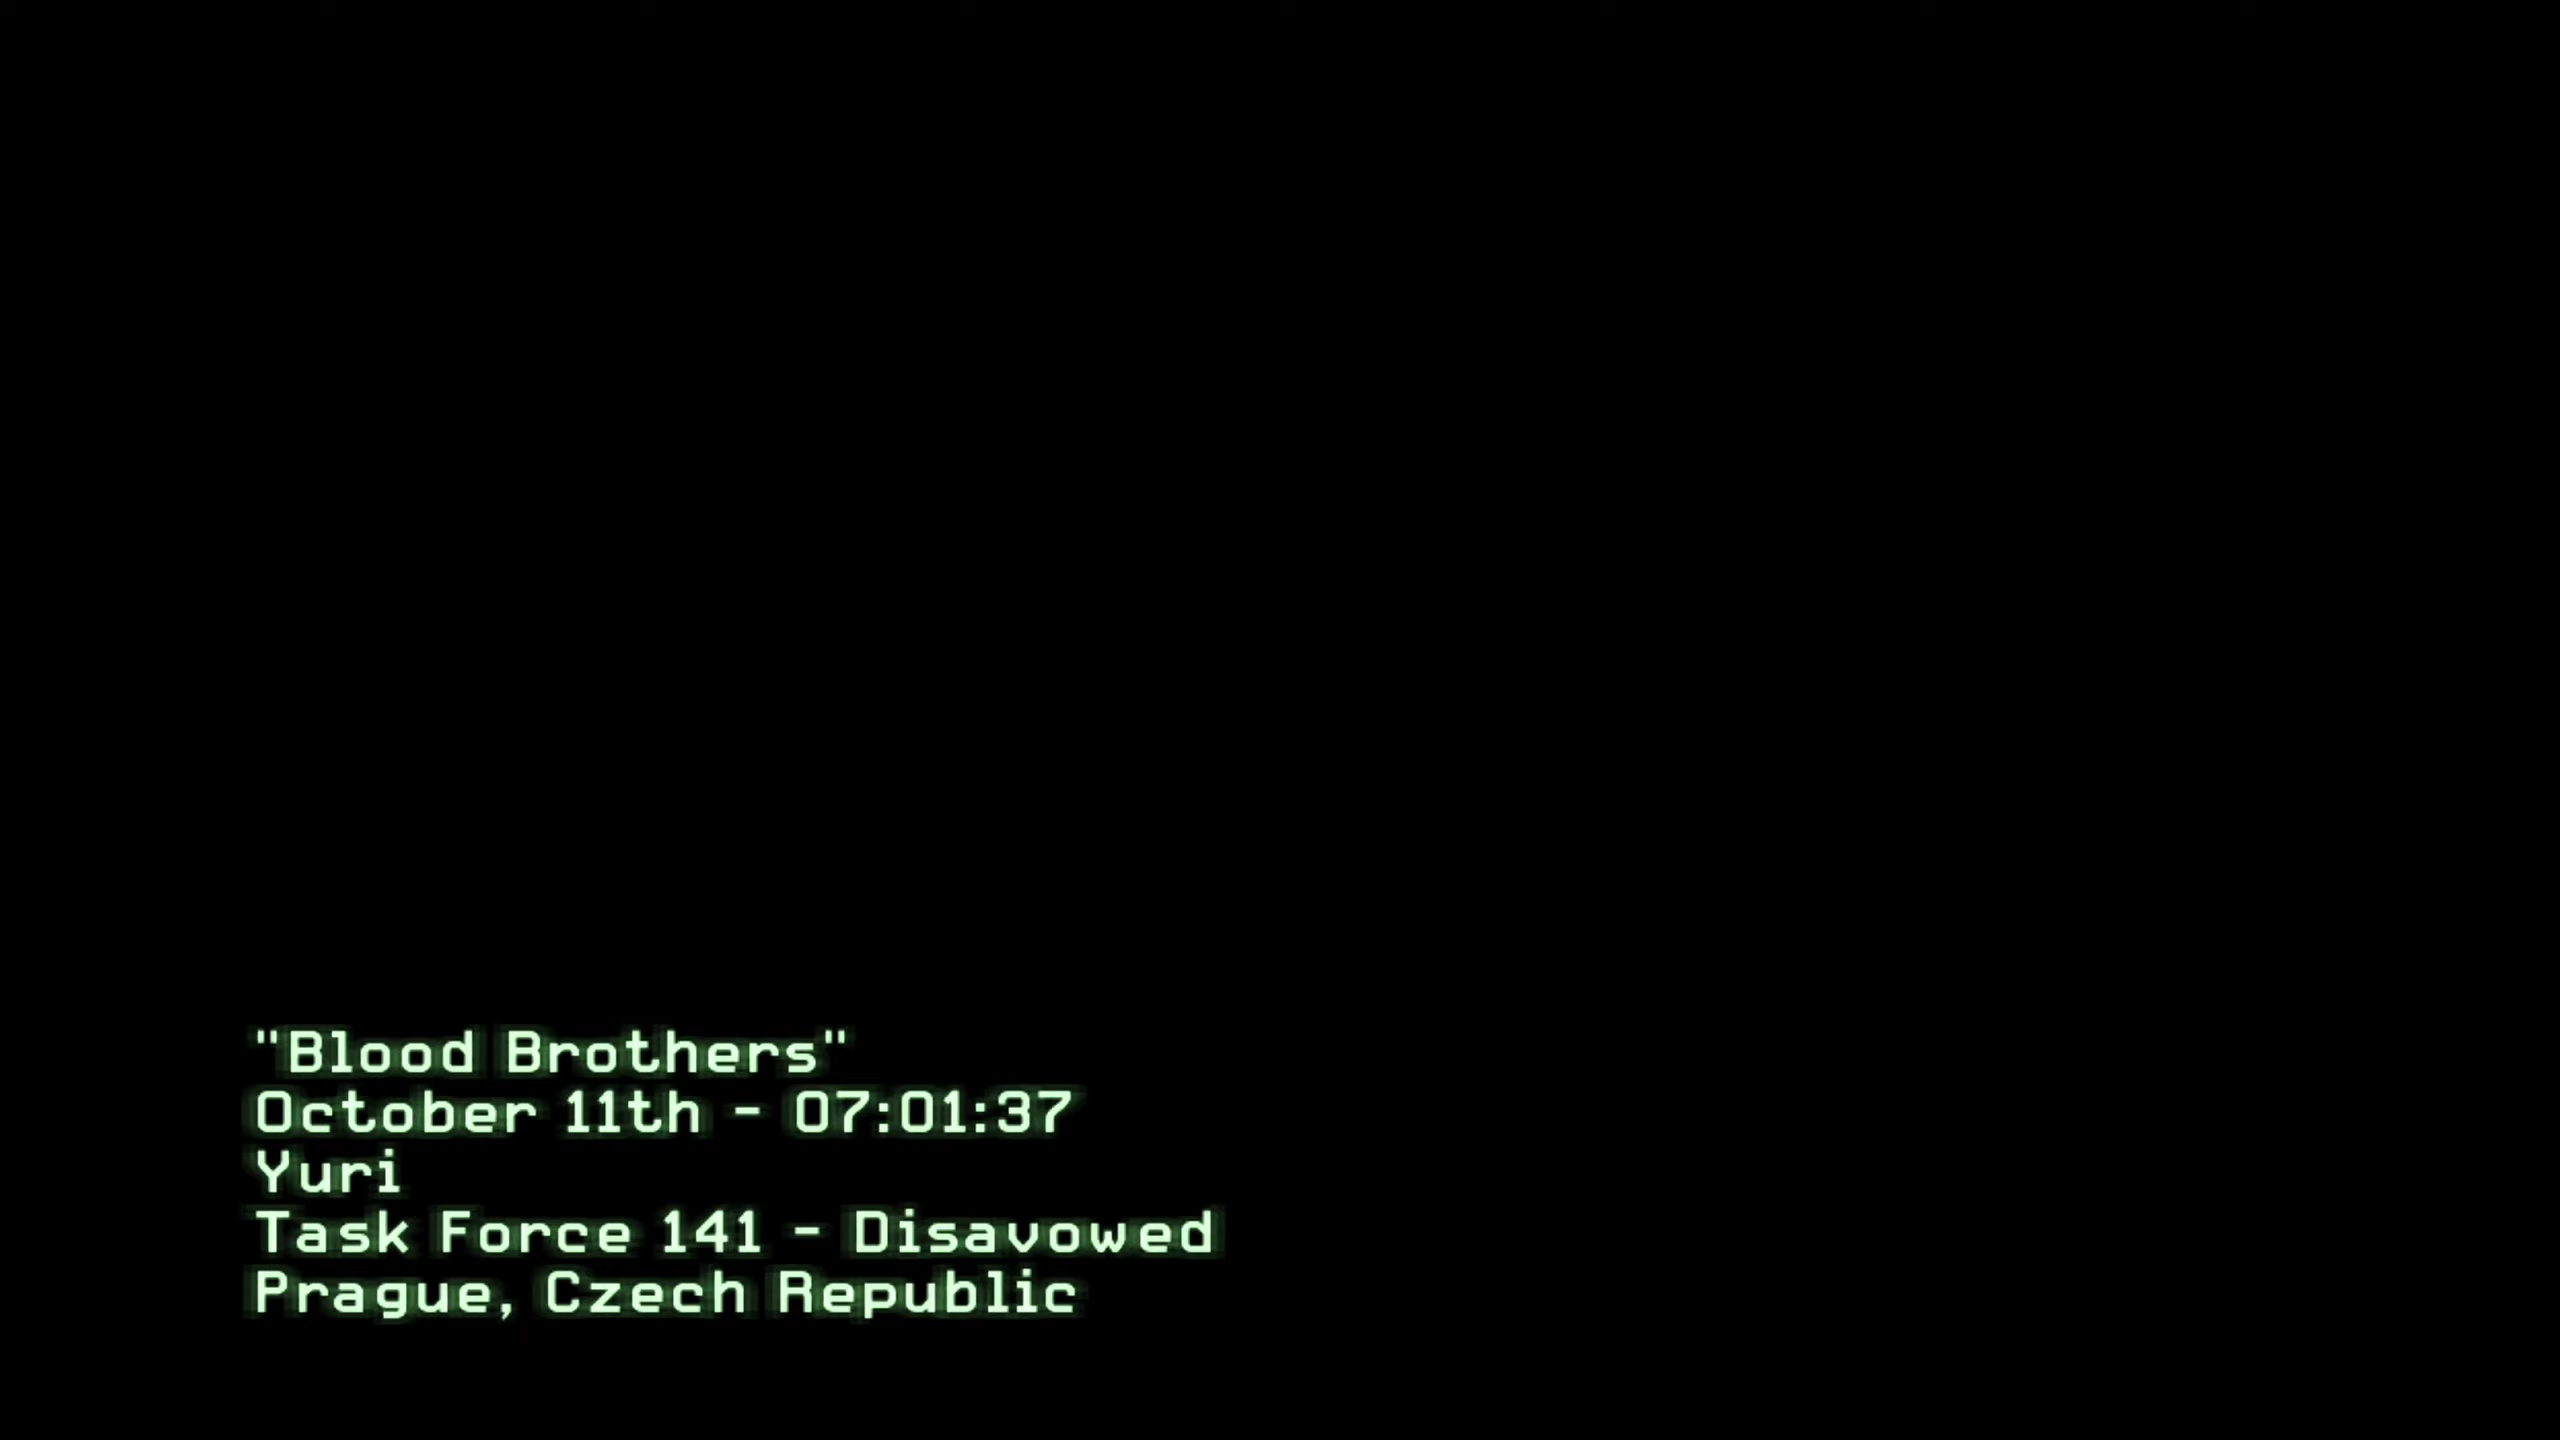 "Blood Brothers"
October 11th - 07:01:37
Yuri
Task Force 141 - Disavowed
Prague, Czech Republic